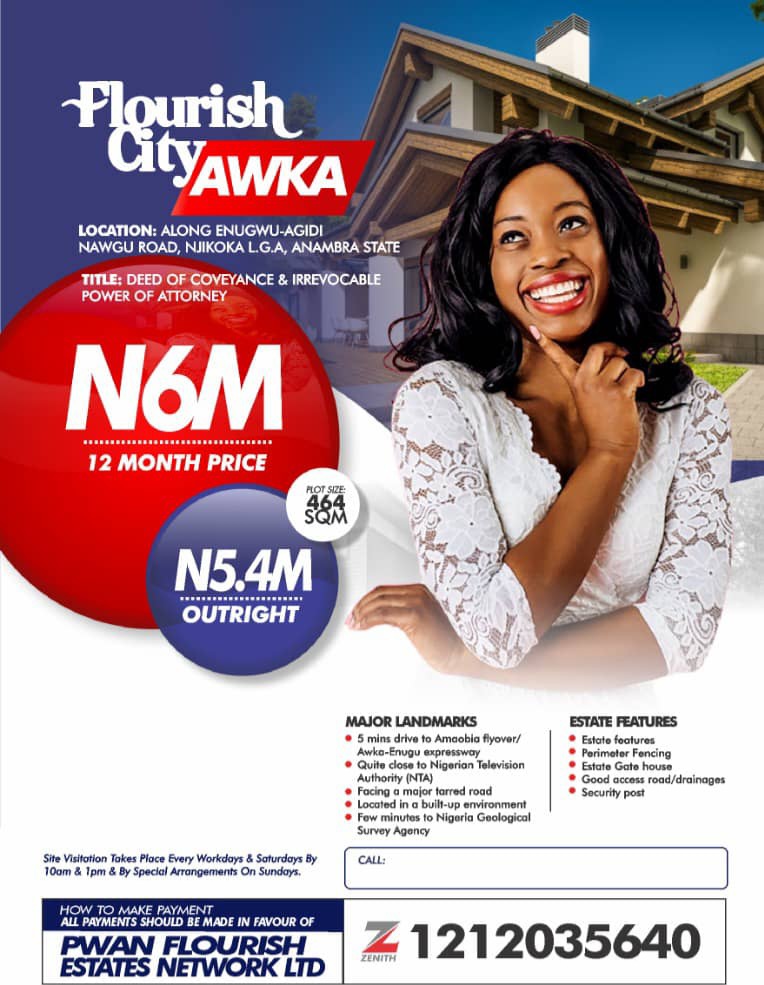 Flourish
City
AWKA
LOCATION: ALONG ENUGWU-AGIDI
NAWGU ROAD, NJIKOKA L.G.A, ANAMBRA STATE
TITLE: DEED OF COVEYANCE & IRREVOCABLE
POWER OF ATTORNEY
N6M
12 MONTH PRICE
PLOT SIZE:
464
SQM
N5.4M
OUTRIGHT
MAJOR LANDMARKS
• 5 mins drive to Amaobia flyover/
Awka-Enugu expressway
• Quite close to Nigerian Television
Authority (NTA)
• Facing a major tarred road
• Located in a built-up environment
• Few minutes to Nigeria Geological
Survey Agency
ESTATE FEATURES
• Estate features
• Perimeter Fencing
• Estate Gate house
• Good access road/drainages
• Security post
Site Visitation Takes Place Every Workdays & Saturdays By
10am & 1pm & By Special Arrangements On Sundays.
CALL:
HOW TO MAKE PAYMENT
ALL PAYMENTS SHOULD BE MADE IN FAVOUR OF
PWAN FLOURISH
ESTATES NETWORK LTD
Z
ZENITH
1212035640